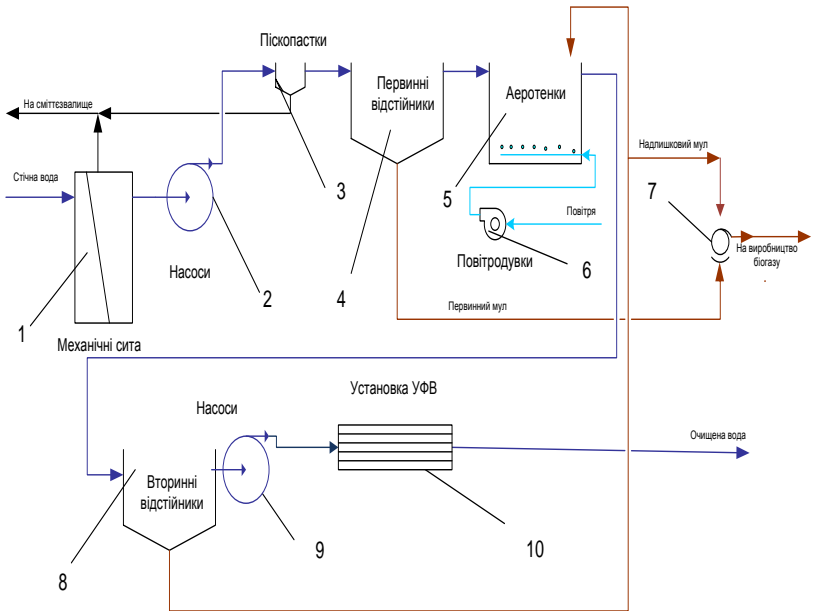 Піскопастки
На сміттєзвалище
Первинні
відстійники
Аеротенки
Надлишковий мул
Стічна вода
3
5
7
Повітря
2
Насоси
4
Повітродувки
6
На виробництво
біогазу
.
1
Первинний мул
Механічні сита
Установка УФВ
Насоси
Очищена вода
Вторинні
відстійники
8
9
10